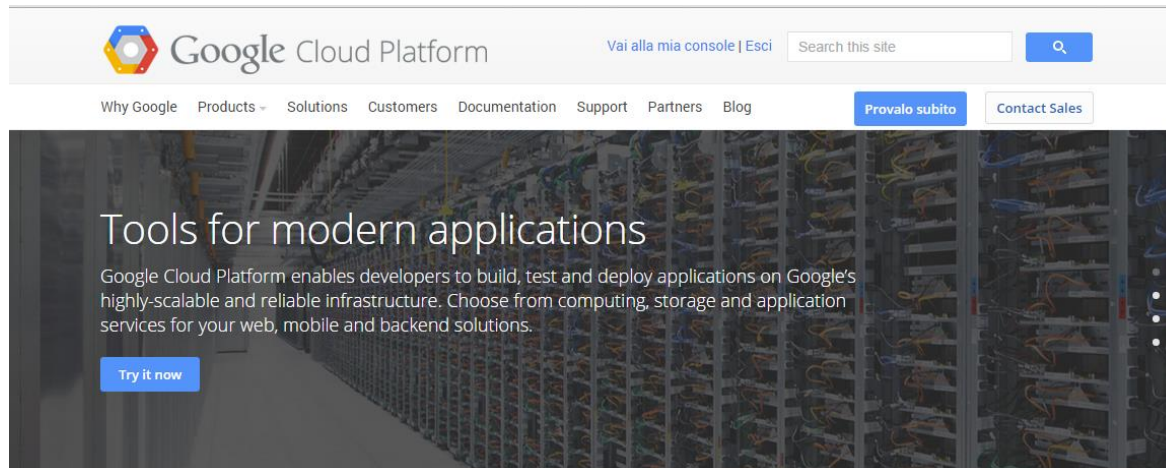 Google Cloud Platform
Vai alla mia console | Esci
Search this site
Why Google Products Solutions Customers Documentation Support Partners Blog
Provalo subito
Contact Sales
Tools for modern applications
Google Cloud Platform enables developers to build, test and deploy applications on Google's
highly-scalable and reliable infrastructure. Choose from computing, storage and application
services for your web, mobile and backend solutions.
Try it now